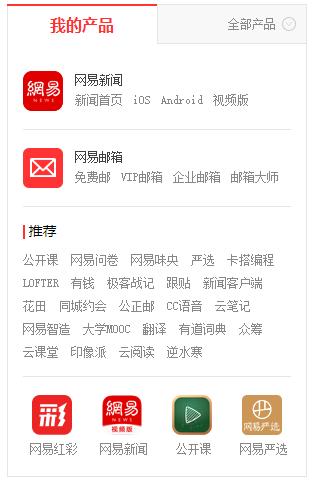 我的产品 全部产品
網易 NEWS
网易新闻
新闻首页 iOS Android 视频版
网易邮箱
免费邮 VIP邮箱 企业邮箱 邮箱大师
推荐
公开课 网易问卷 网易味央 严选 卡搭编程
LOFTER 有钱 极客战记 跟贴 新闻客户端
花田 同城约会 公正邮 CC语音 云笔记
网易智造 大学MOOC 翻译 有道词典 众筹
云课堂 印像派 云阅读 逆水寒
彩 網易 NEWS 视频版 网易严选
网易红彩 网易新闻 公开课 网易严选